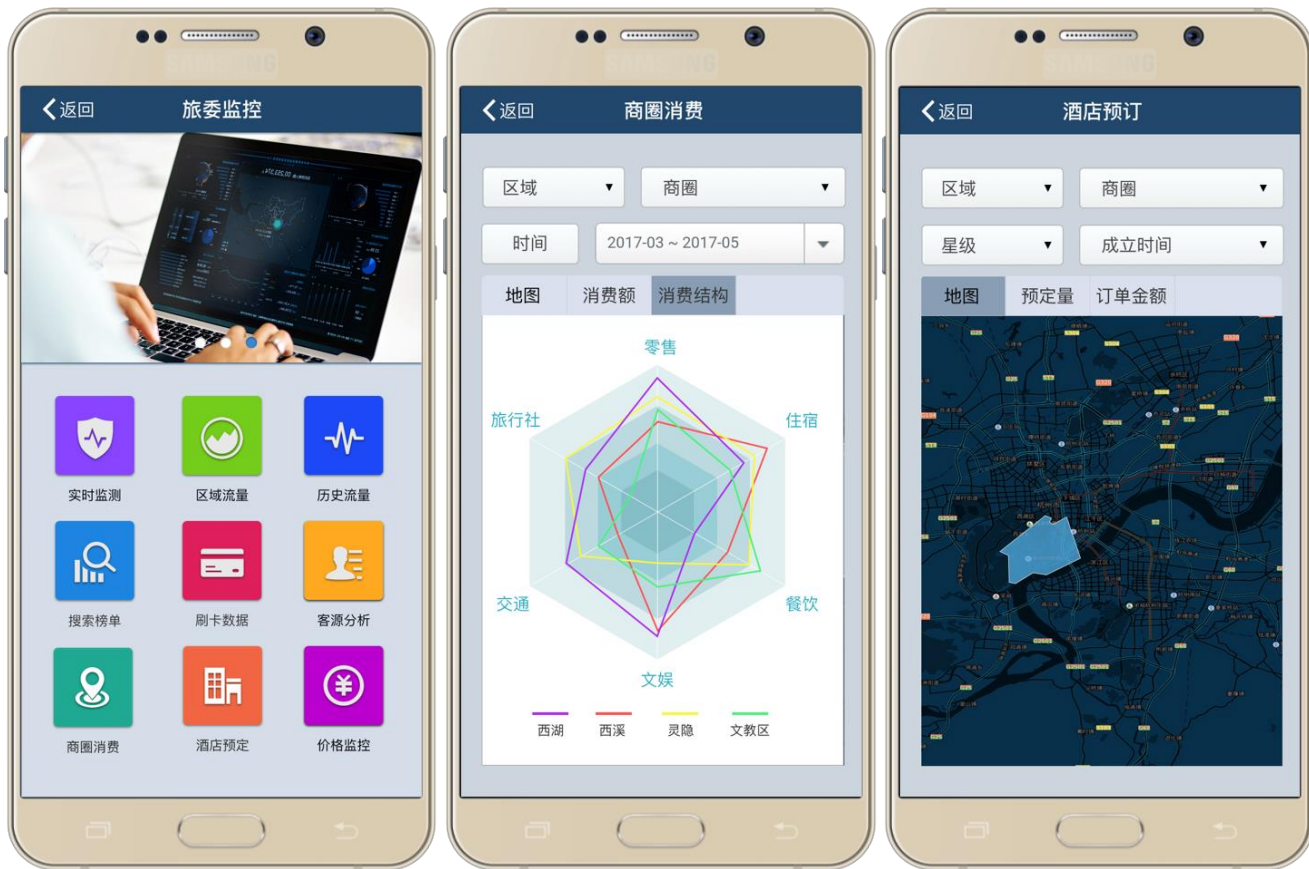 返回 旅委监控
实时监测 区域流量 历史流量
搜索榜单 刷卡数据 客源分析
商圈消费 酒店预定 价格监控
返回 商圈消费
区域 商圈
时间 2017-03 ~ 2017-05
地图 消费额 消费结构
零售
旅行社 住宿
交通 餐饮
文娱
西湖 西溪 灵隐 文教区
返回 酒店预订
区域 商圈
星级 成立时间
地图 预定量 订单金额